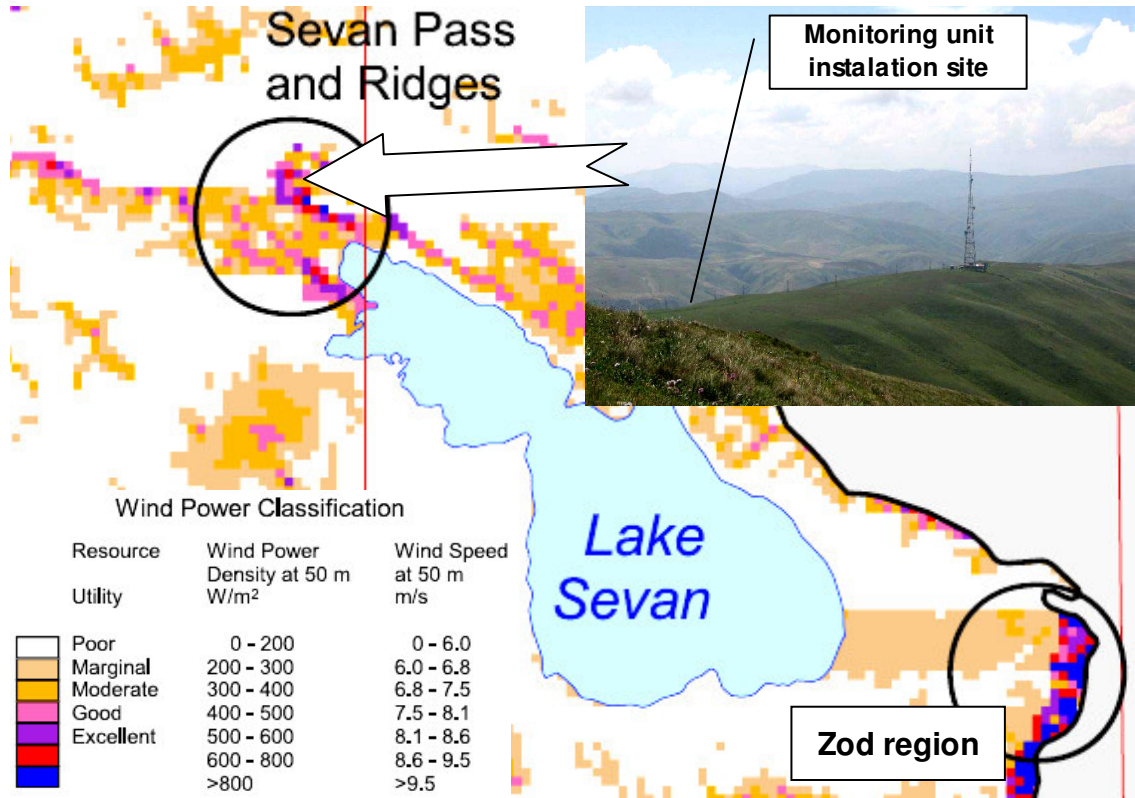 Sevan Pass
and Ridges
Monitoring unit
instalation site
Wind Power Classification
Resource Wind Power Wind Speed
Density at 50 m at 50 m
Utility W/m² m/s
Poor 0 - 200 0 - 6.0
Marginal 200 - 300 6.0 - 6.8
Moderate 300 - 400 6.8 - 7.5
Good 400 - 500 7.5 - 8.1
Excellent 500 - 600 8.1 - 8.6
600 - 800 8.6 - 9.5
>800 >9.5
Lake
Sevan
Zod region